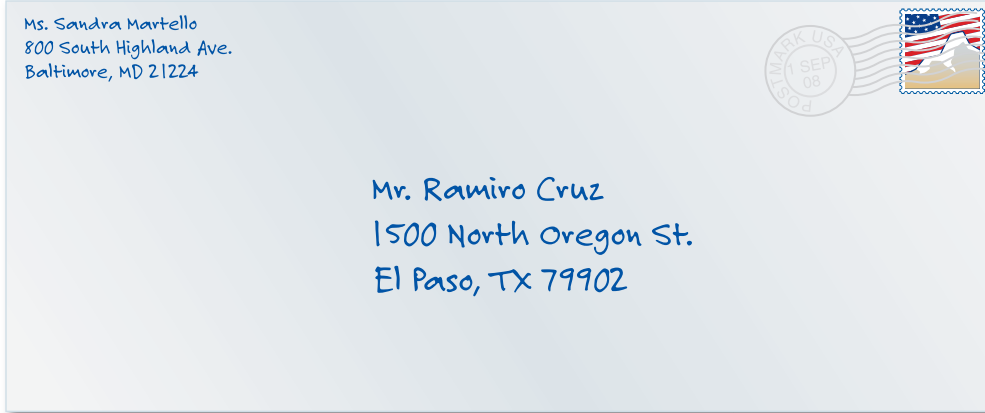 Ms. Sandra Martello
800 South Highland Ave.
Baltimore, MD 21224
POSTMARK USA
1 SEP
08
Mr. Ramiro Cruz
1500 North Oregon St.
El Paso, TX 79902